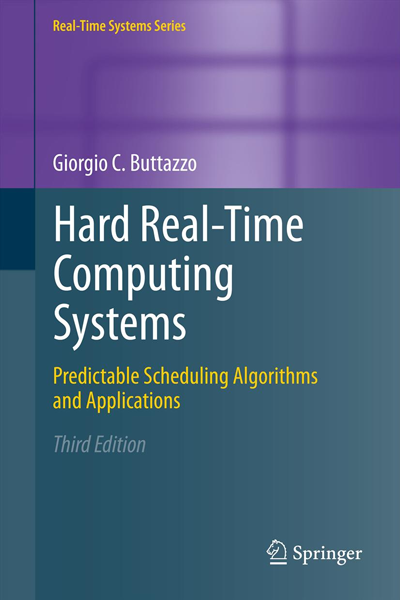 Real-Time Systems Series
Giorgio C. Buttazzo
Hard Real-Time
Computing
Systems
Predictable Scheduling Algorithms
and Applications
Third Edition
Springer